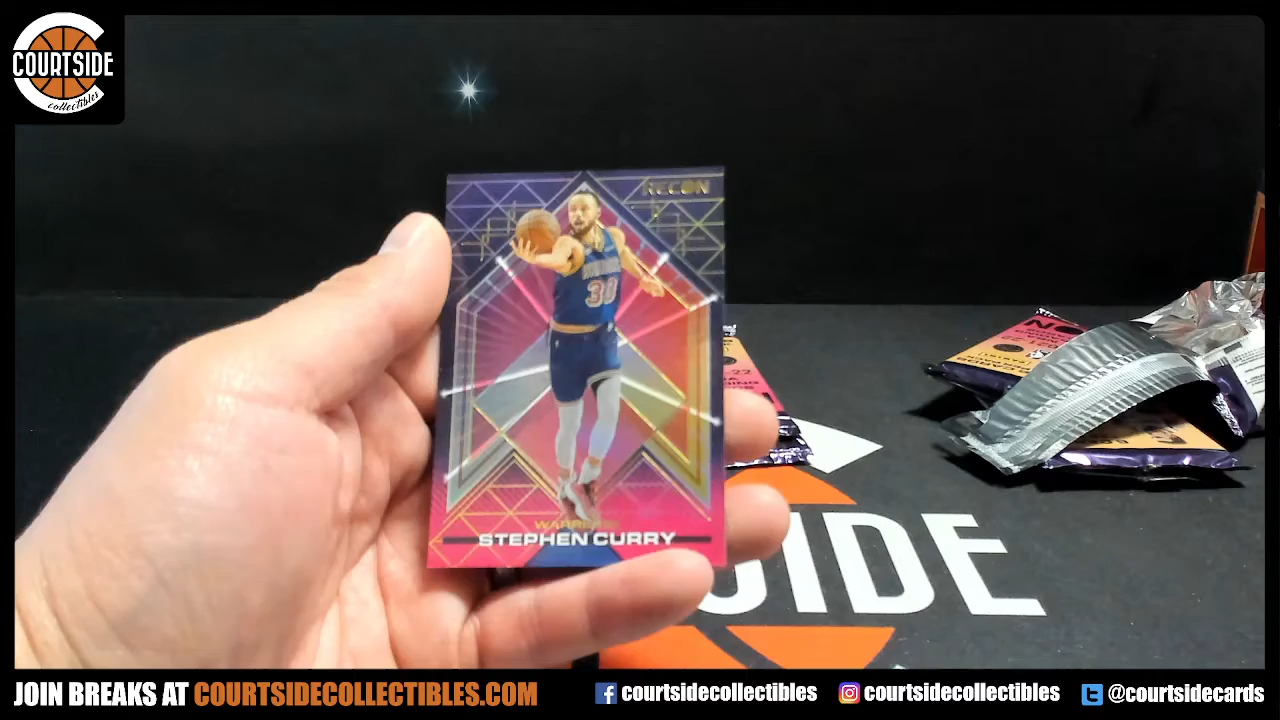 COURTSIDE
collectibles
RECON
30
WARRIORS
STEPHEN CURRY
SIDE
JOIN BREAKS AT COURTSIDECOLLECTIBLES.COM
courtsidecollectibles
courtsidecollectibles
@courtsidecards